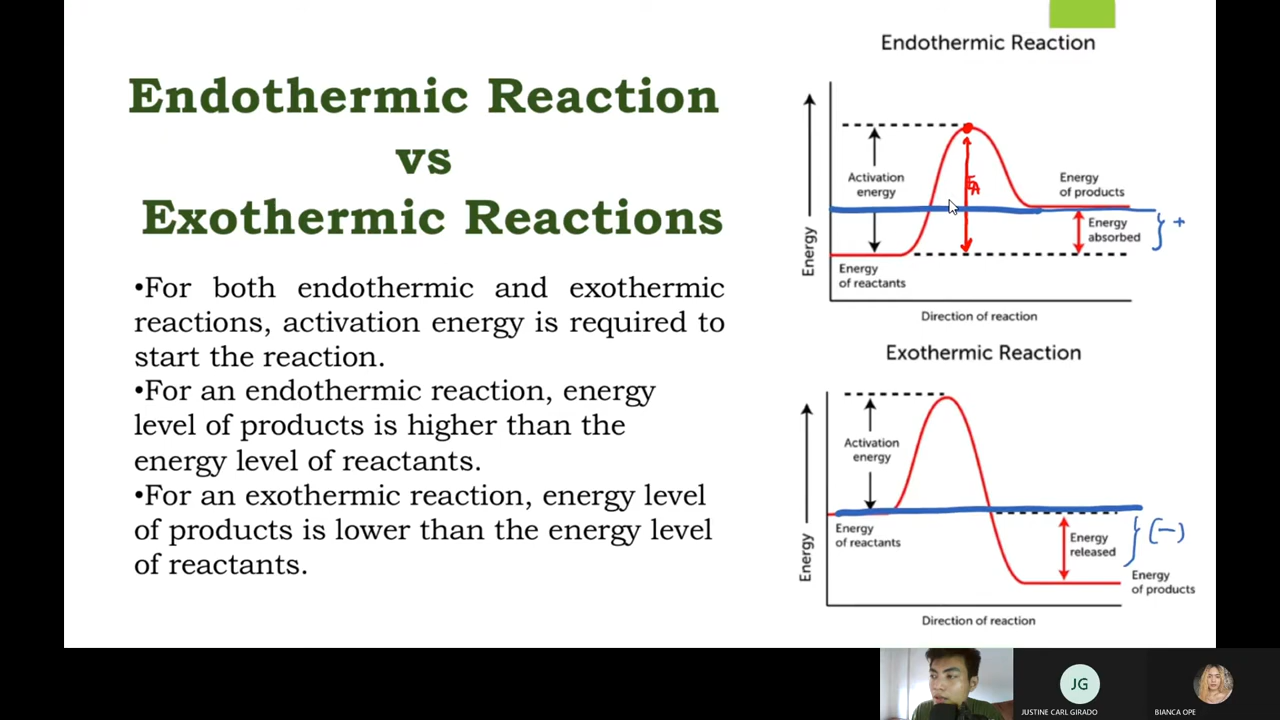 Endothermic Reaction
vs
Exothermic Reactions
•For both endothermic and exothermic
reactions, activation energy is required to
start the reaction.
•For an endothermic reaction, energy
level of products is higher than the
energy level of reactants.
•For an exothermic reaction, energy level
of products is lower than the energy level
of reactants.
Endothermic Reaction
Energy
Activation
energy
EA
Energy
of products
Energy
absorbed
+
Energy
of reactants
Direction of reaction
Exothermic Reaction
Energy
Activation
energy
Energy
of reactants
Energy
released
(-)
Energy
of products
Direction of reaction
JG
JUSTINE CARL GIRADO
BIANCA OPE